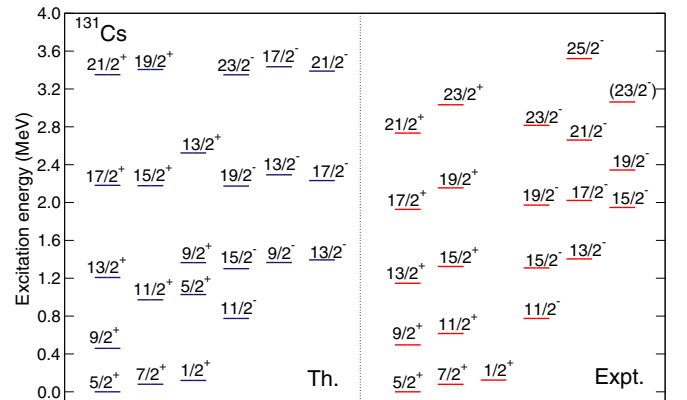 ¹³¹Cs
Excitation energy (MeV)
4.0
3.6
3.2
2.8
2.4
2.0
1.6
1.2
0.8
0.4
0.0
21/2⁺ 19/2⁺ 23/2⁻ 17/2⁻ 21/2⁻
13/2⁺
17/2⁺ 15/2⁺ 19/2⁻ 13/2⁻ 17/2⁻
13/2⁺ 9/2⁺ 15/2⁻ 9/2⁻ 13/2⁻
11/2⁺ 5/2⁺
11/2⁻
9/2⁺
5/2⁺ 7/2⁺ 1/2⁺
Th.
25/2⁻
23/2⁺ (23/2⁻)
21/2⁺ 23/2⁻ 21/2⁻
19/2⁻
17/2⁺ 19/2⁺ 19/2⁻ 17/2⁻ 15/2⁻
13/2⁺ 15/2⁺ 15/2⁻ 13/2⁻
9/2⁺ 11/2⁺ 11/2⁻
5/2⁺ 7/2⁺ 1/2⁺
Expt.